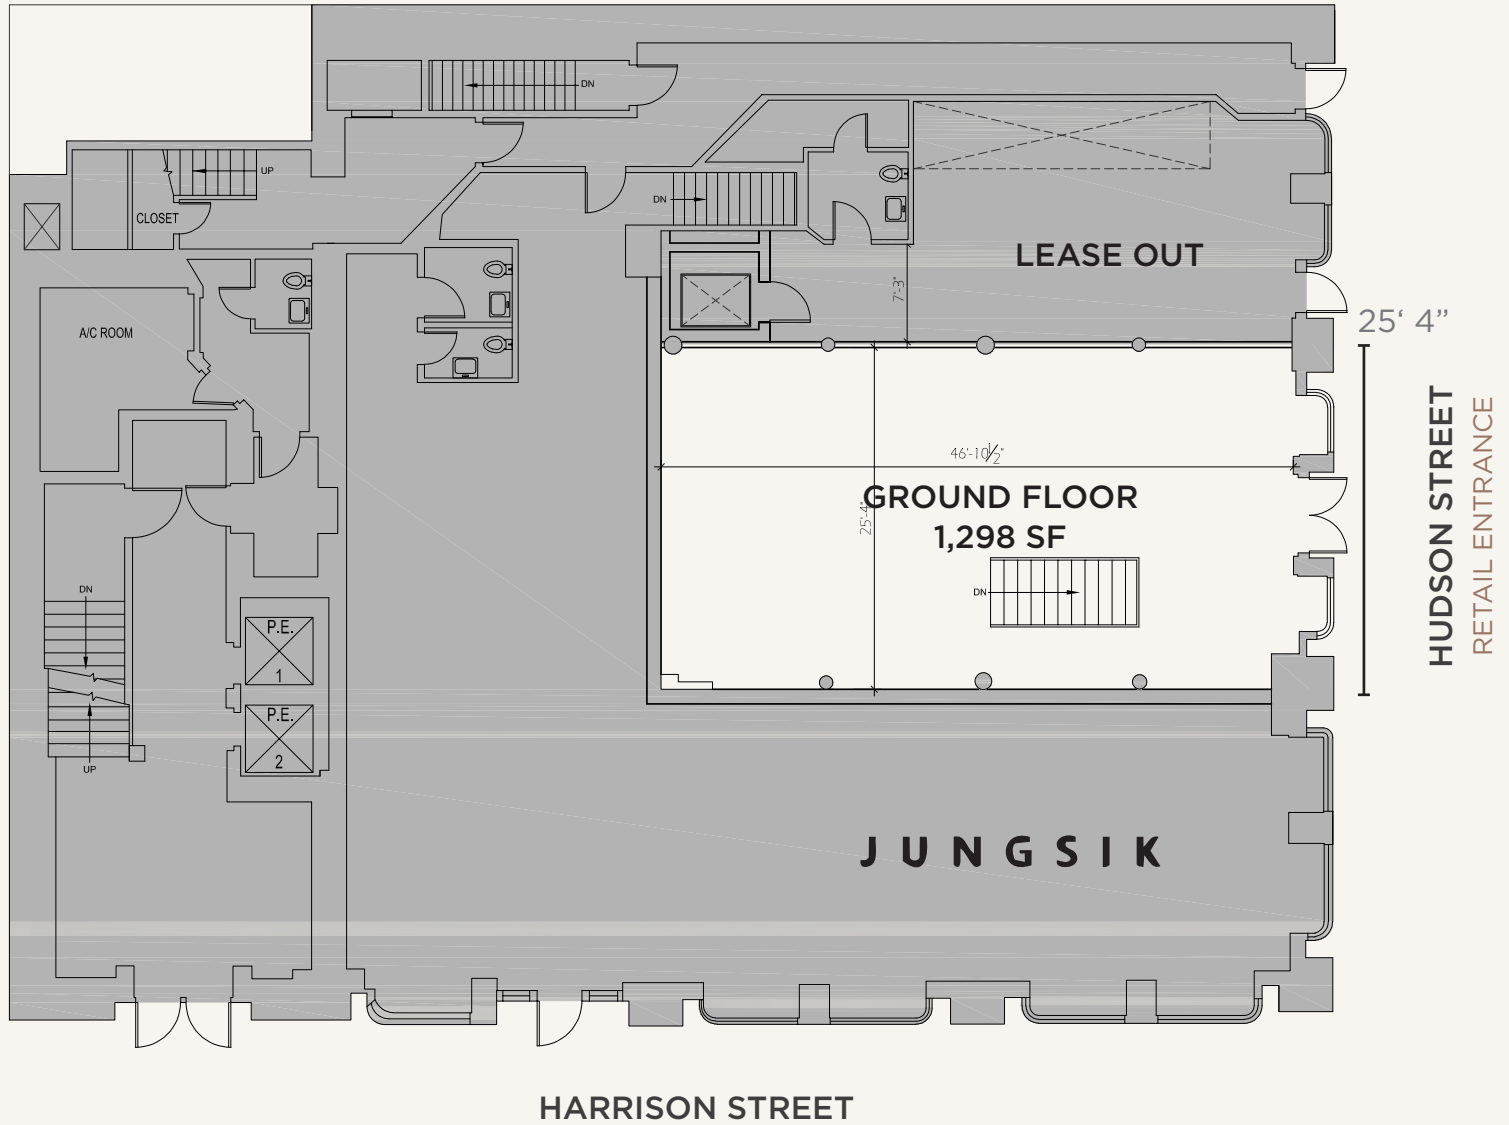 DN
UP
CLOSET
DN
LEASE OUT
7'-3"
A/C ROOM
25' 4"
46'-10½"
GROUND FLOOR
1,298 SF
25'-4"
HUDSON STREET
RETAIL ENTRANCE
DN
DN
P.E.
1
P.E.
2
UP
JUNGSIK
HARRISON STREET